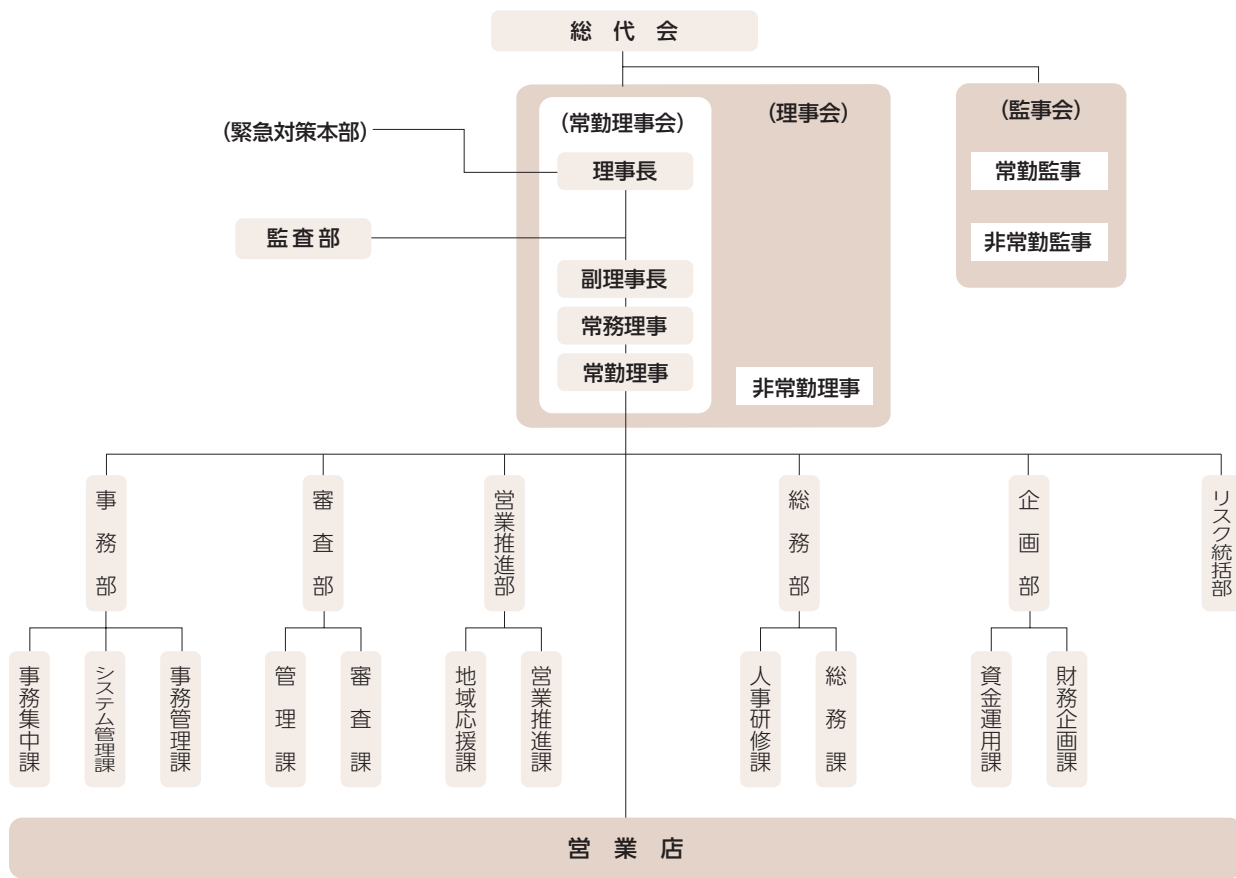 総代会
(緊急対策本部)
(常勤理事会)
(理事会)
(監事会)
理事長
常勤監事
監査部
非常勤監事
副理事長
常務理事
常勤理事
非常勤理事
事務部
審査部
営業推進部
総務部
企画部
リスク統括部
事務集中課
システム管理課
事務管理課
管理課
審査課
地域応援課
営業推進課
人事研修課
総務課
資金運用課
財務企画課
営業店